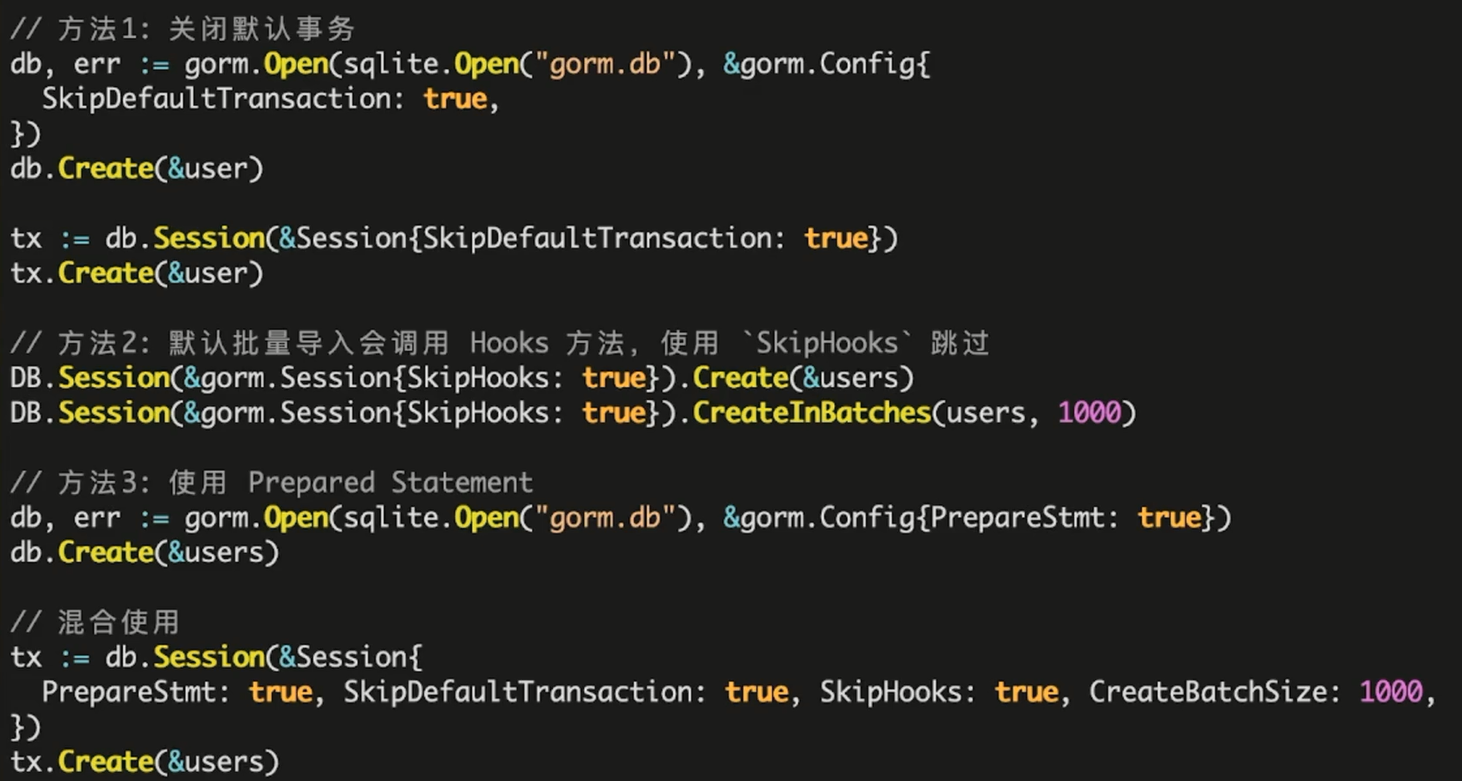 // 方法1: 关闭默认事务
db, err := gorm.Open(sqlite.Open("gorm.db"), &gorm.Config{
  SkipDefaultTransaction: true,
})
db.Create(&user)

tx := db.Session(&Session{SkipDefaultTransaction: true})
tx.Create(&user)

// 方法2: 默认批量导入会调用 Hooks 方法, 使用 `SkipHooks` 跳过
DB.Session(&gorm.Session{SkipHooks: true}).Create(&users)
DB.Session(&gorm.Session{SkipHooks: true}).CreateInBatches(users, 1000)

// 方法3: 使用 Prepared Statement
db, err := gorm.Open(sqlite.Open("gorm.db"), &gorm.Config{PrepareStmt: true})
db.Create(&users)

// 混合使用
tx := db.Session(&Session{
  PrepareStmt: true, SkipDefaultTransaction: true, SkipHooks: true, CreateBatchSize: 1000,
})
tx.Create(&users)